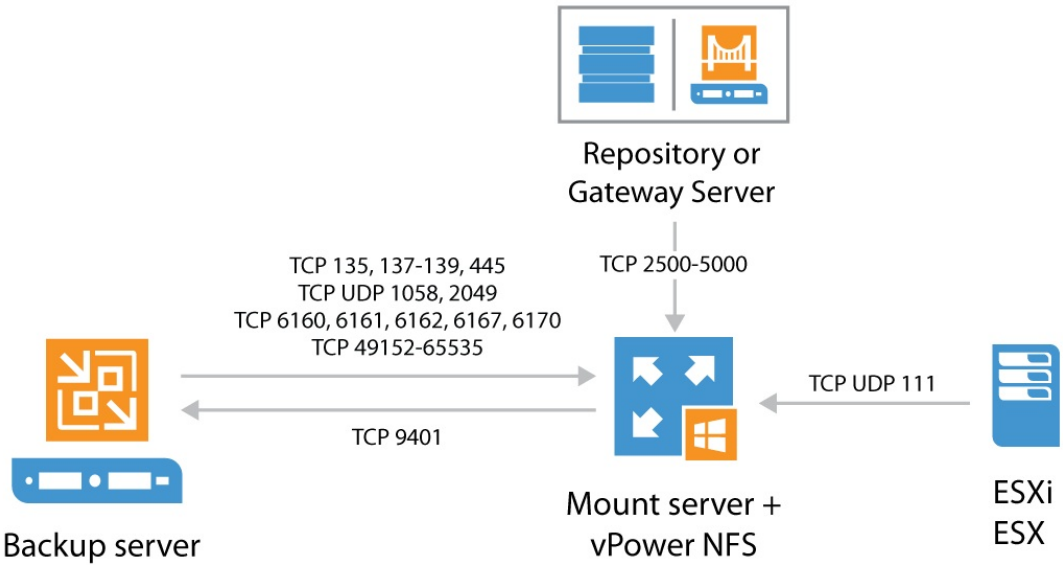 Repository or
Gateway Server
TCP 135, 137-139, 445
TCP UDP 1058, 2049
TCP 6160, 6161, 6162, 6167, 6170
TCP 49152-65535
TCP 2500-5000
TCP UDP 111
TCP 9401
Backup server
Mount server +
vPower NFS
ESXi
ESX